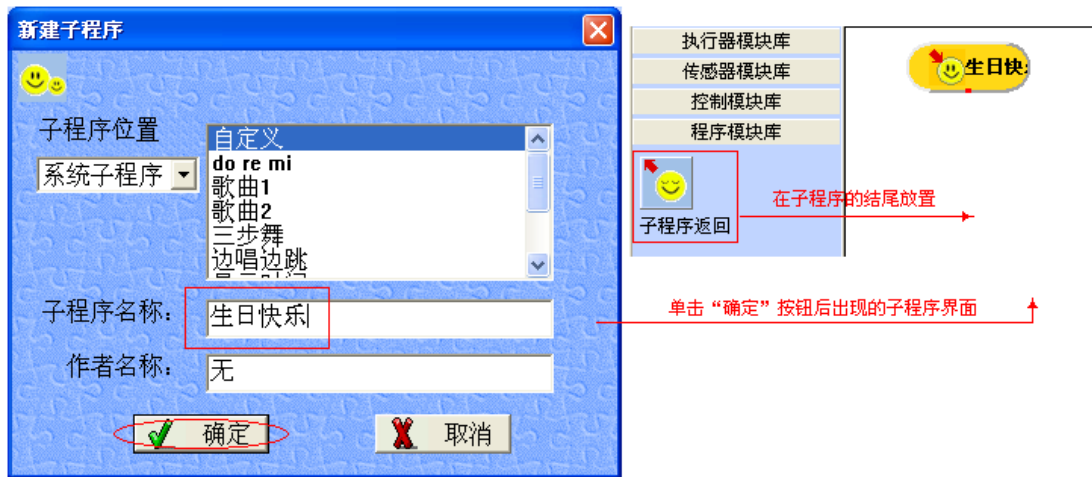 新建子程序
子程序位置
系统子程序
自定义
do re mi
歌曲1
歌曲2
三步舞
边唱边跳
子程序名称：
生日快乐
作者名称：
无
确定
取消
执行器模块库
传感器模块库
控制模块库
程序模块库
子程序返回
生日快
在子程序的结尾放置
单击“确定”按钮后出现的子程序界面